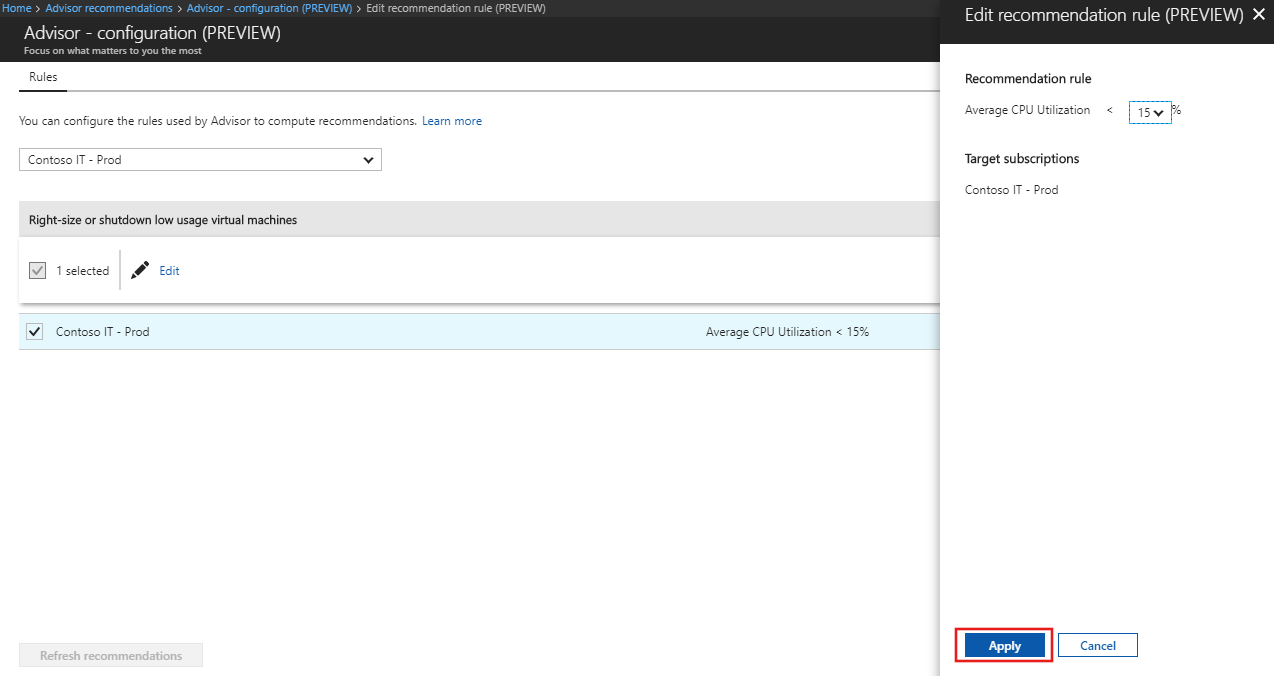 Home > Advisor recommendations > Advisor - configuration (PREVIEW) > Edit recommendation rule (PREVIEW)
Advisor - configuration (PREVIEW)
Focus on what matters to you the most
Rules
You can configure the rules used by Advisor to compute recommendations. Learn more
Contoso IT - Prod
Right-size or shutdown low usage virtual machines
1 selected
Edit
Contoso IT - Prod
Average CPU Utilization < 15%
Refresh recommendations
Edit recommendation rule (PREVIEW)
Recommendation rule
Average CPU Utilization < 15 %
Target subscriptions
Contoso IT - Prod
Apply
Cancel